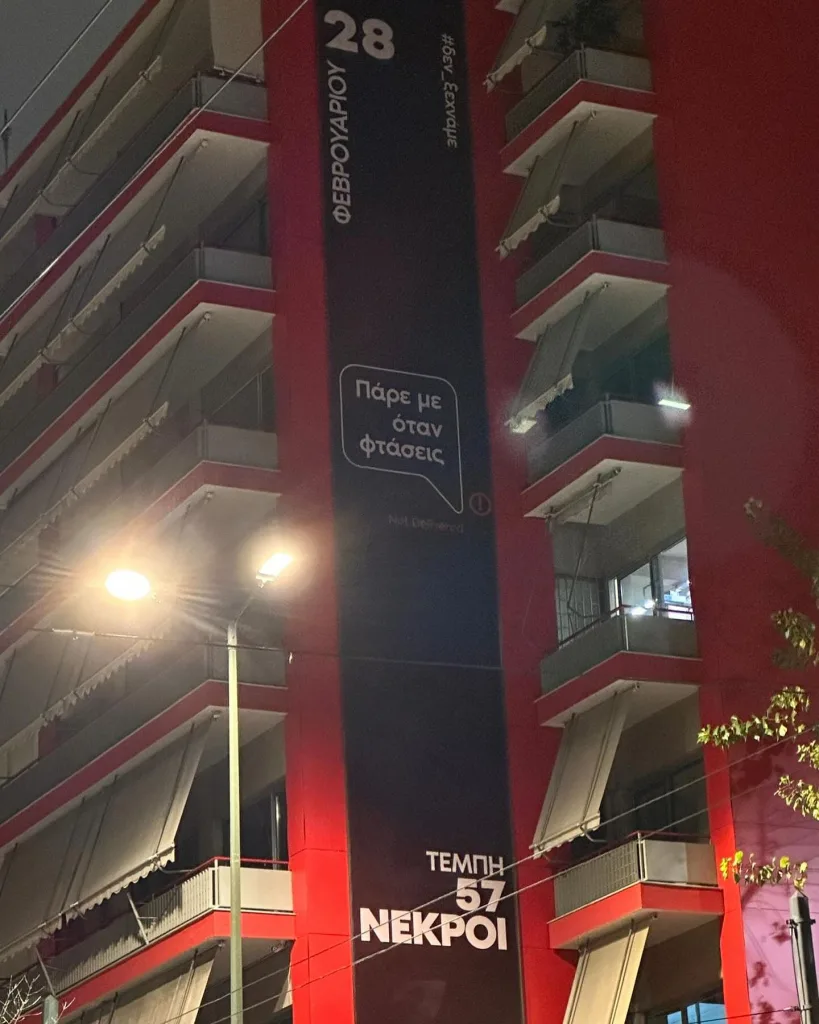 28
ΦΕΒΡΟΥΑΡΙΟΥ
#δεν_ξεχνάμε
Πάρε με
όταν
φτάσεις
Not Delivered
ΤΕΜΠΗ
57
ΝΕΚΡΟΙ